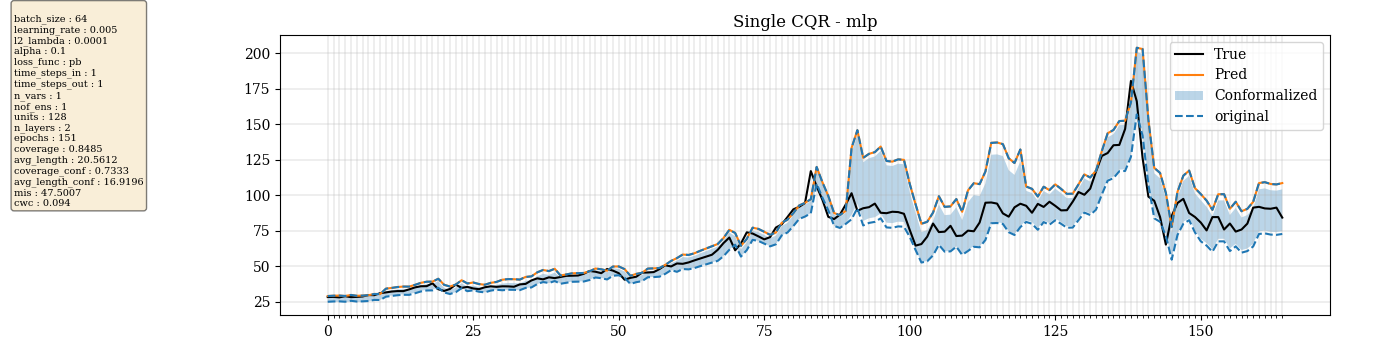 batch_size : 64
learning_rate : 0.005
l2_lambda : 0.0001
alpha : 0.1
loss_func : pb
time_steps_in : 1
time_steps_out : 1
n_vars : 1
nof_ens : 1
units : 128
n_layers : 2
epochs : 151
coverage : 0.8485
avg_length : 20.5612
coverage_conf : 0.7333
avg_length_conf : 16.9196
mis : 47.5007
cwc : 0.094
Single CQR - mlp
200
175
150
125
100
75
50
25
True
Pred
Conformalized
original
0 25 50 75 100 125 150